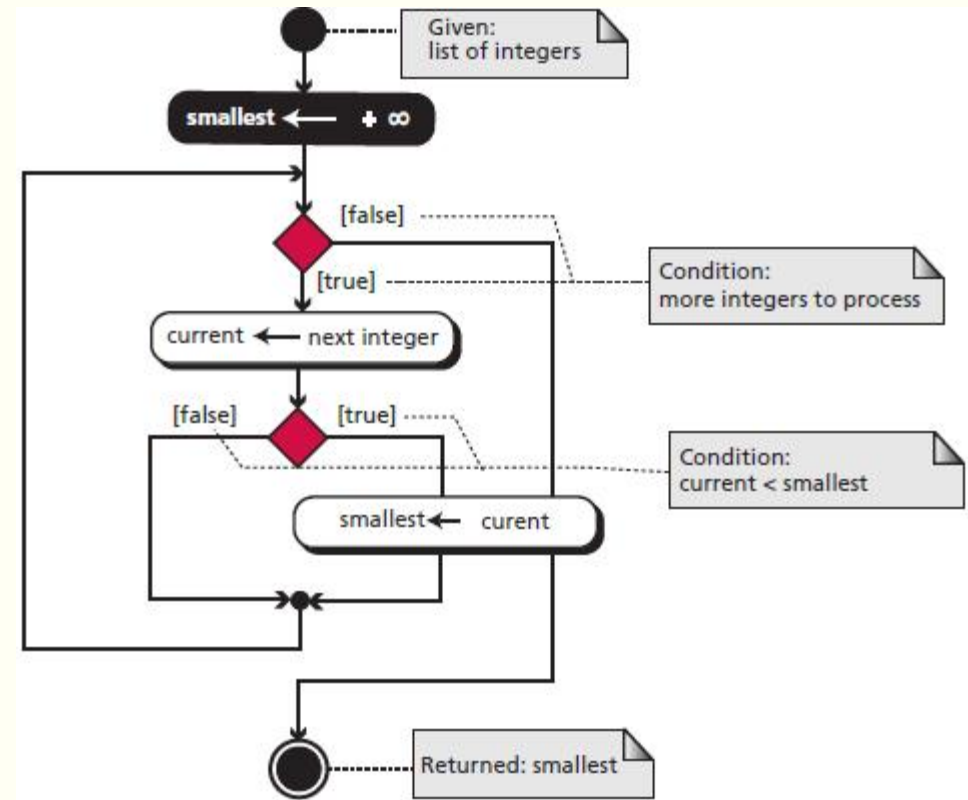 Given:
list of integers
smallest ← + ∞
[false]
[true]
Condition:
more integers to process
current ← next integer
[false]
[true]
Condition:
current < smallest
smallest ← curent
Returned: smallest